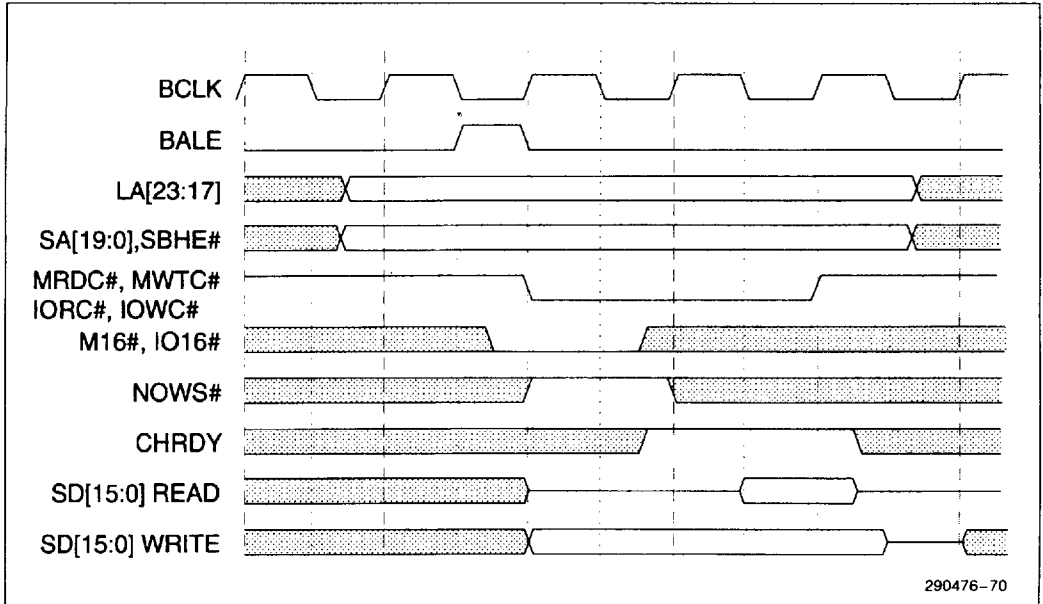 BCLK
BALE
LA[23:17]
SA[19:0],SBHE#
MRDC#, MWTC#
IORC#, IOWC#
M16#, IO16#
NOWS#
CHRDY
SD[15:0] READ
SD[15:0] WRITE
290476-70